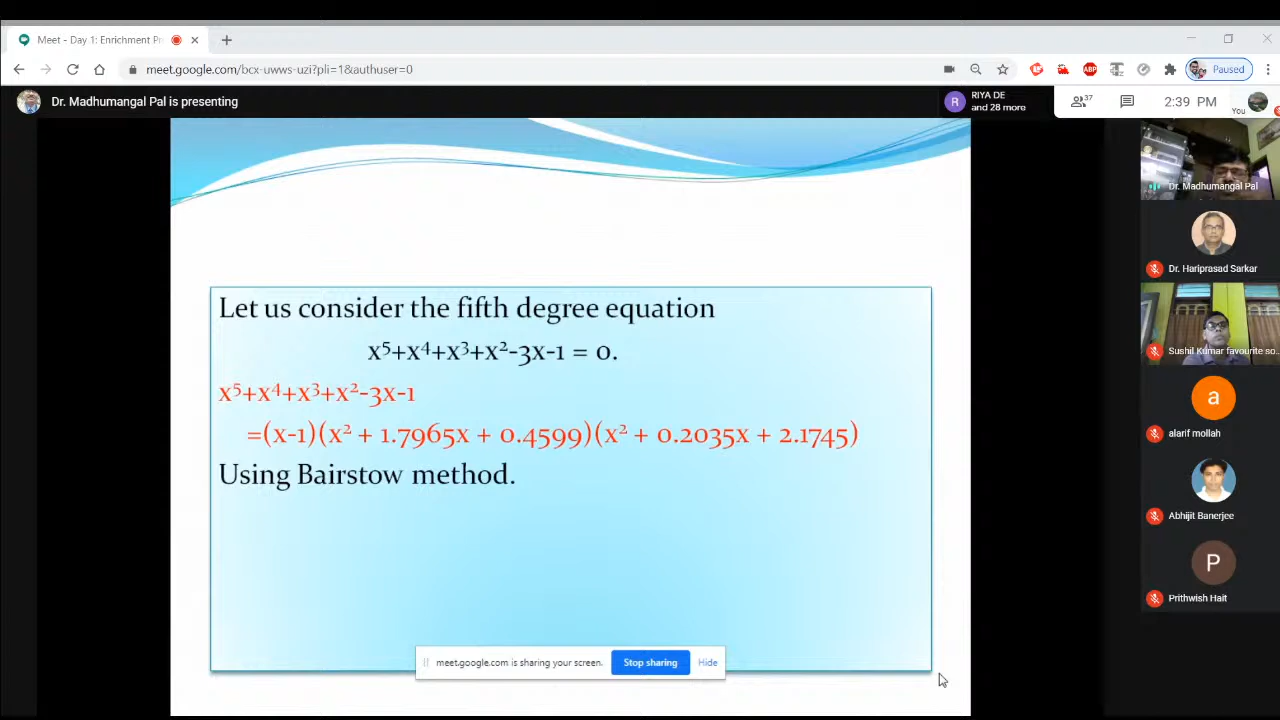 Meet - Day 1: Enrichment Pr
meet.google.com/bcx-uwws-uzi?pli=1&authuser=0
ABP
Paused
Dr. Madhumangal Pal is presenting
R
RIYA DE
and 28 more
37
2:39 PM
You
Dr. Madhumangal Pal
Dr. Hariprasad Sarkar
Sushil Kumar favourite so...
a
alarif mollah
Abhijit Banerjee
P
Prithwish Hait
Let us consider the fifth degree equation
x⁵+x⁴+x³+x²-3x-1 = 0.
x⁵+x⁴+x³+x²-3x-1
=(x-1)(x² + 1.7965x + 0.4599)(x² + 0.2035x + 2.1745)
Using Bairstow method.
meet.google.com is sharing your screen.
Stop sharing
Hide